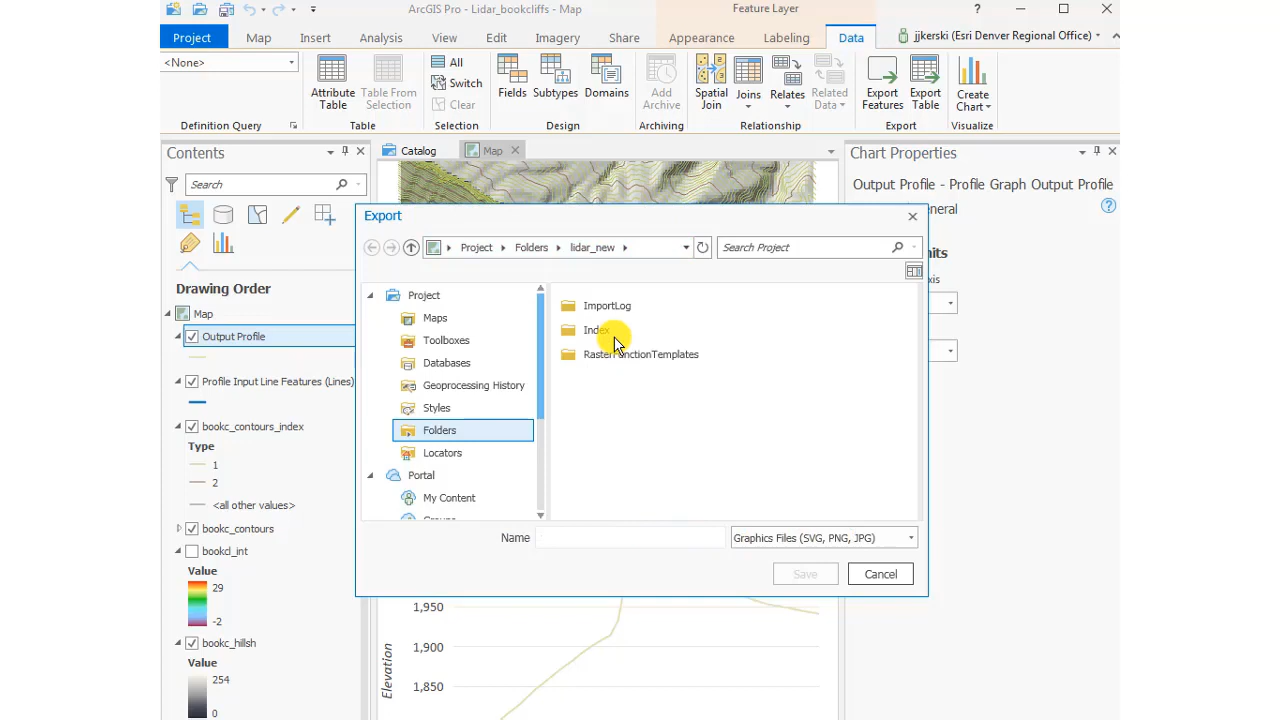 ArcGIS Pro - Lidar_bookcliffs - Map
Feature Layer
?
Project
Map
Insert
Analysis
View
Edit
Imagery
Share
Appearance
Labeling
Data
jjkerski (Esri Denver Regional Office)
<None>
Definition Query
Attribute Table
Table From Selection
Table
All
Switch
Clear
Selection
Fields
Subtypes
Domains
Design
Add Archive
Archiving
Spatial Join
Joins
Relates
Related Data
Relationship
Export Features
Export Table
Export
Create Chart
Visualize
Contents
Search
Drawing Order
Map
Output Profile
Profile Input Line Features (Lines)
bookc_contours_index
Type
1
2
<all other values>
bookc_contours
bookcl_int
Value
29
-2
bookc_hillsh
Value
254
0
Catalog
Map
Chart Properties
Output Profile - Profile Graph Output Profile
Export
Project
Folders
lidar_new
Search Project
Project
Maps
Toolboxes
Databases
Geoprocessing History
Styles
Folders
Locators
Portal
My Content
ImportLog
Index
RasterFunctionTemplates
Name
Graphics Files (SVG, PNG, JPG)
Save
Cancel
1,950
1,900
1,850
Elevation